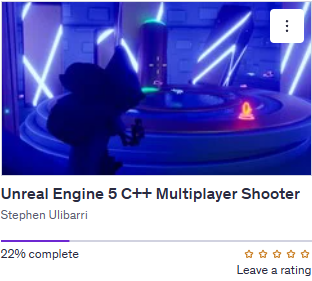 Unreal Engine 5 C++ Multiplayer Shooter
Stephen Ulibarri
22% complete
Leave a rating